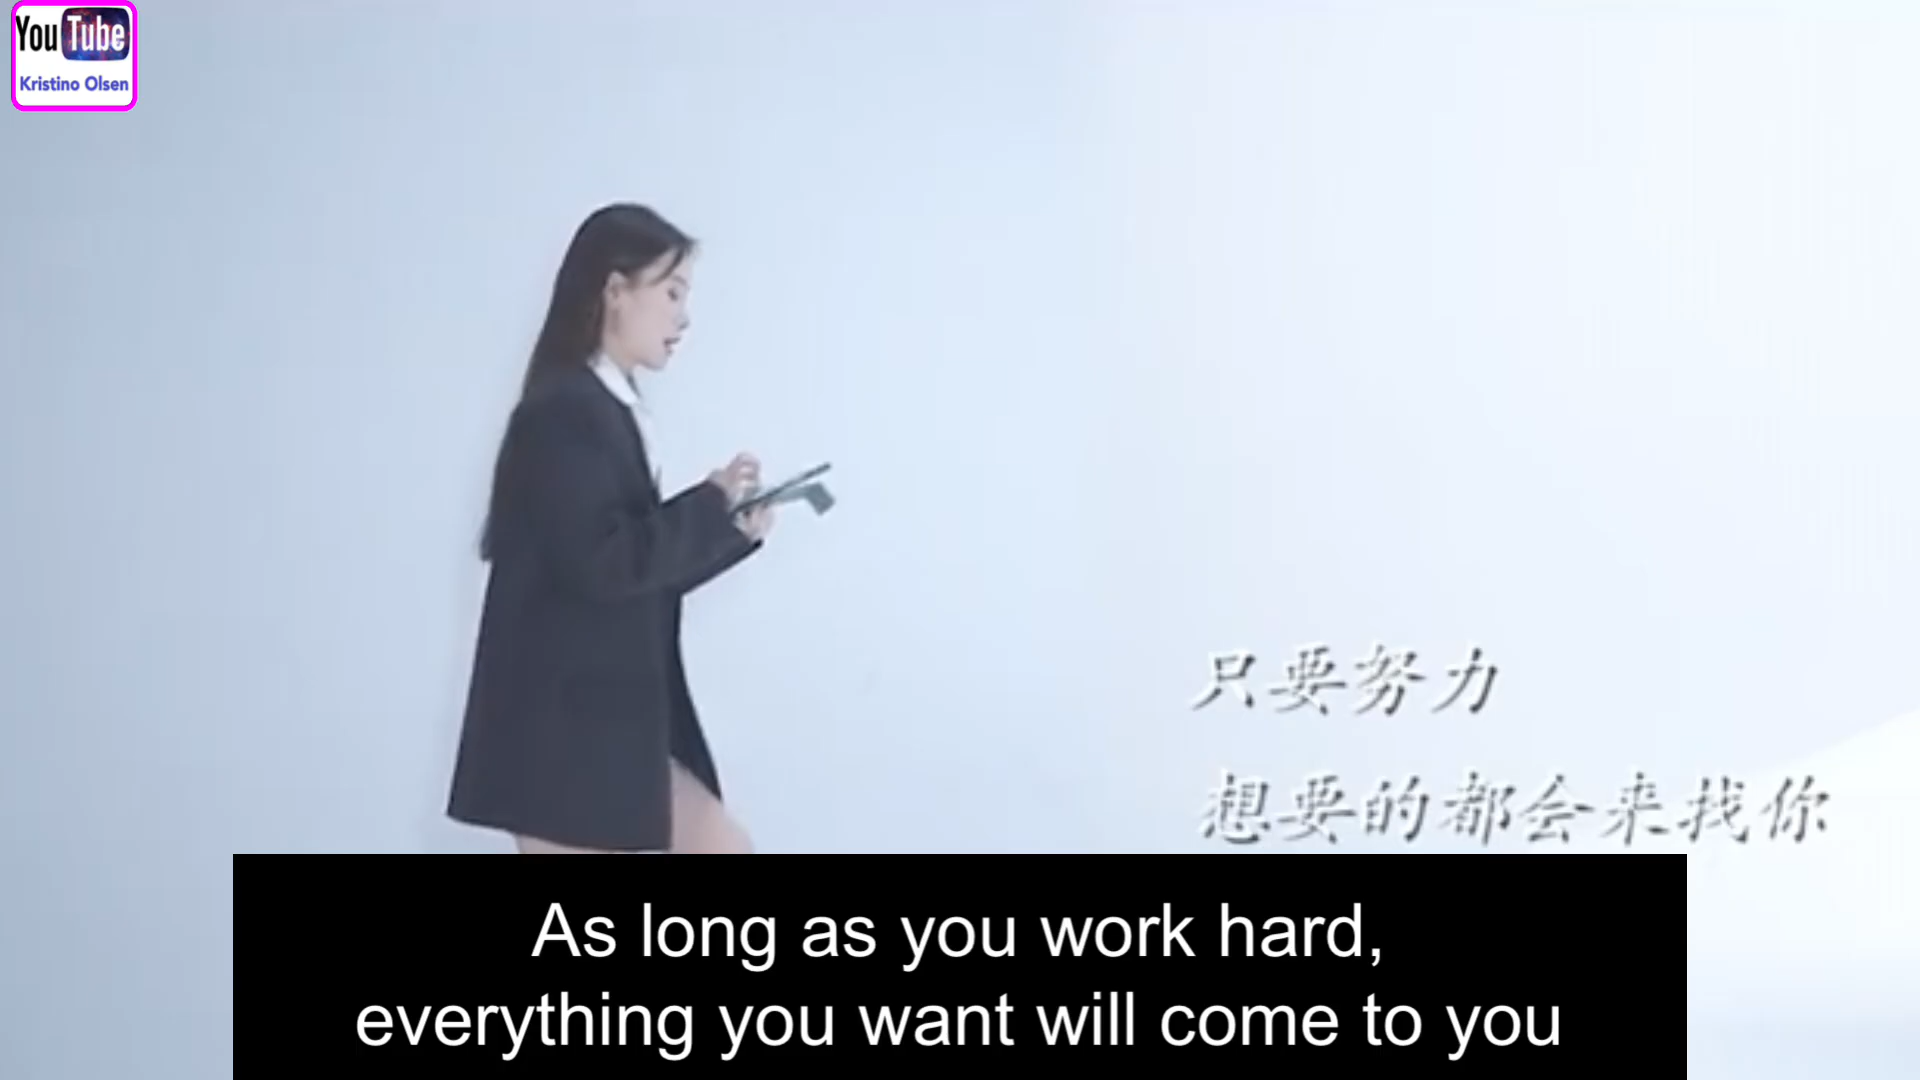 YouTube
Kristino Olsen
只要努力
想要的都会来找你
As long as you work hard,
everything you want will come to you